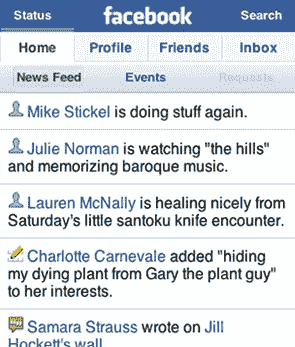 Status facebook Search
Home Profile Friends Inbox
News Feed Events Requests
Mike Stickel is doing stuff again.
Julie Norman is watching "the hills"
and memorizing baroque music.
Lauren McNally is healing nicely from
Saturday's little santoku knife encounter.
Charlotte Carnevale added "hiding
my dying plant from Gary the plant guy"
to her interests.
Samara Strauss wrote on Jill
Hockett's wall